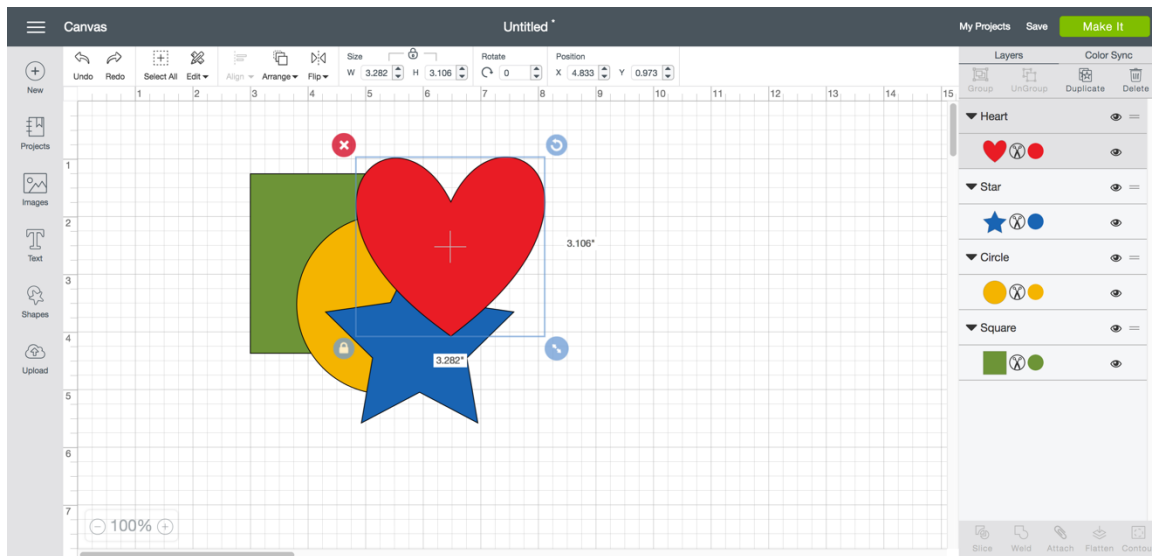 Canvas
Untitled *
My Projects Save Make It
New
Projects
Images
Text
Shapes
Upload
Undo Redo Select All Edit Align Arrange Flip
Size
W 3.282 H 3.106
Rotate
0
Position
X 4.833 Y 0.973
1 2 3 4 5 6 7 8 9 10 11 12 13 14 15
1
2
3
4
5
6
7
3.106"
3.282"
100%
Layers Color Sync
Group UnGroup Duplicate Delete
Heart
Star
Circle
Square
Slice Weld Attach Flatten Contou